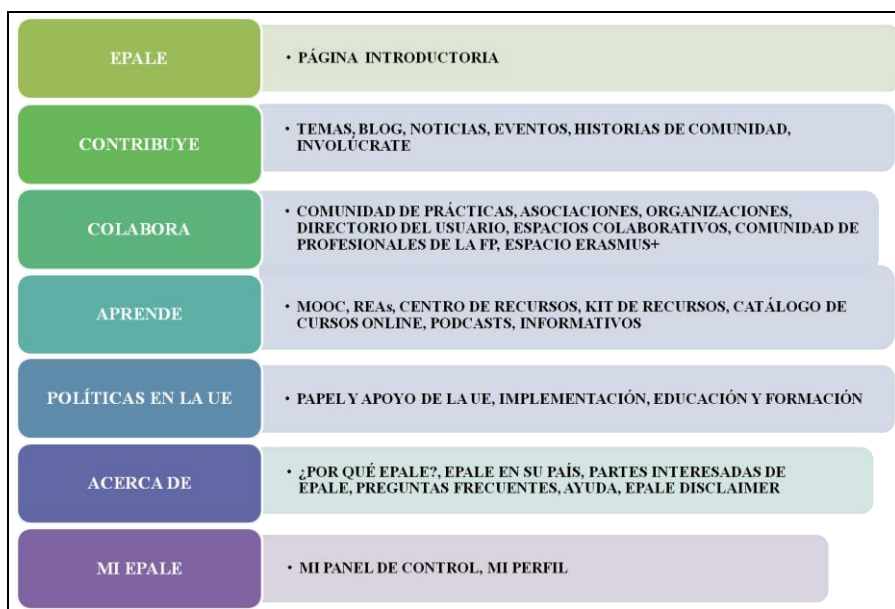 EPALE
• PÁGINA INTRODUCTORIA
CONTRIBUYE
• TEMAS, BLOG, NOTICIAS, EVENTOS, HISTORIAS DE COMUNIDAD,
INVOLÚCRATE
COLABORA
• COMUNIDAD DE PRÁCTICAS, ASOCIACIONES, ORGANIZACIONES,
DIRECTORIO DEL USUARIO, ESPACIOS COLABORATIVOS, COMUNIDAD DE
PROFESIONALES DE LA FP, ESPACIO ERASMUS+
APRENDE
• MOOC, REAs, CENTRO DE RECURSOS, KIT DE RECURSOS, CATÁLOGO DE
CURSOS ONLINE, PODCASTS, INFORMATIVOS
POLÍTICAS EN LA UE
• PAPEL Y APOYO DE LA UE, IMPLEMENTACIÓN, EDUCACIÓN Y FORMACIÓN
ACERCA DE
• ¿POR QUÉ EPALE?, EPALE EN SU PAÍS, PARTES INTERESADAS DE
EPALE, PREGUNTAS FRECUENTES, AYUDA, EPALE DISCLAIMER
MI EPALE
• MI PANEL DE CONTROL, MI PERFIL